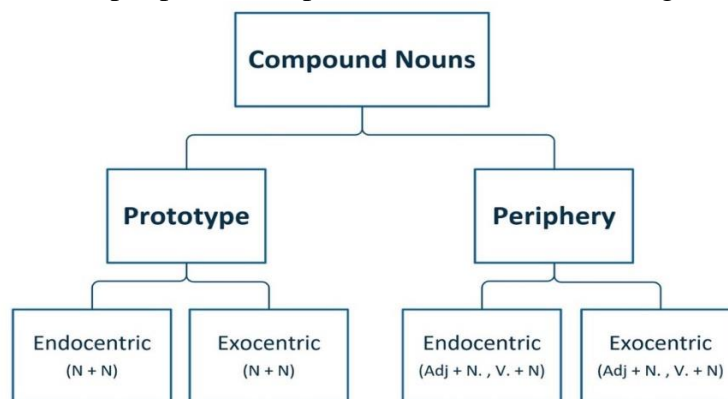 Compound Nouns
Prototype
Periphery
Endocentric
(N + N)
Exocentric
(N + N)
Endocentric
(Adj + N. , V. + N)
Exocentric
(Adj + N. , V. + N)